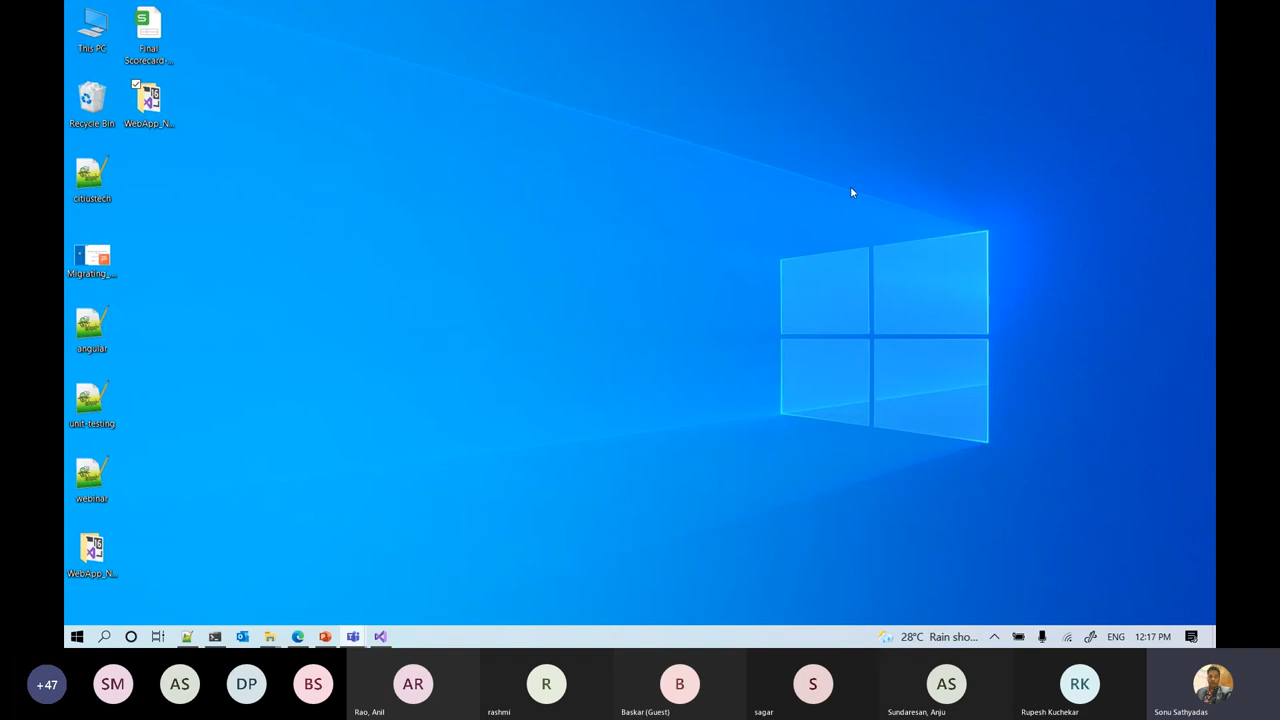 This PC
Final
Scorecard-...
Recycle Bin
WebApp_N...
citiustech
Migrating_...
angular
unit-testing
webinar
WebApp_N...
28°C Rain sho...
ENG
12:17 PM
+47
SM
AS
DP
BS
AR
R
B
S
AS
RK
Rao, Anil
rashmi
Baskar (Guest)
sagar
Sundaresan, Anju
Rupesh Kuchekar
Sonu Sathyadas